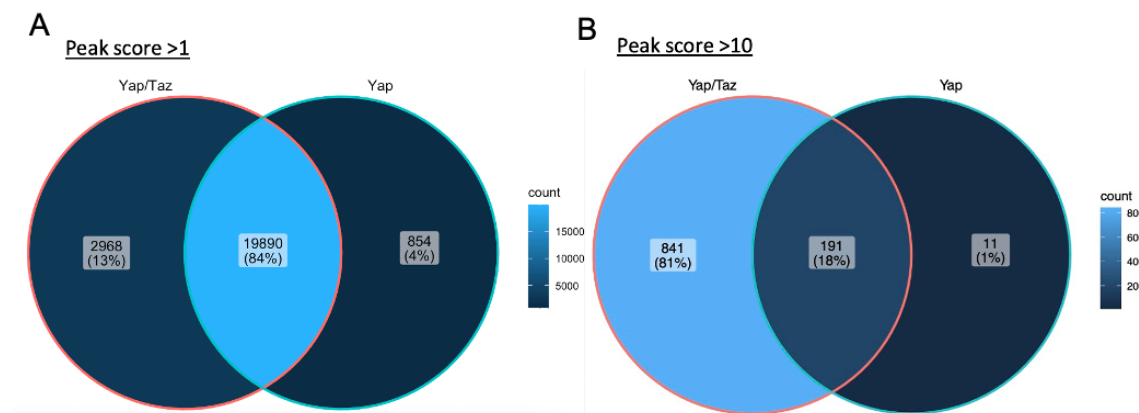 A
Peak score >1
Yap/Taz
Yap
2968
(13%)
19890
(84%)
854
(4%)
count
15000
10000
5000
B
Peak score >10
Yap/Taz
Yap
841
(81%)
191
(18%)
11
(1%)
count
80
60
40
20